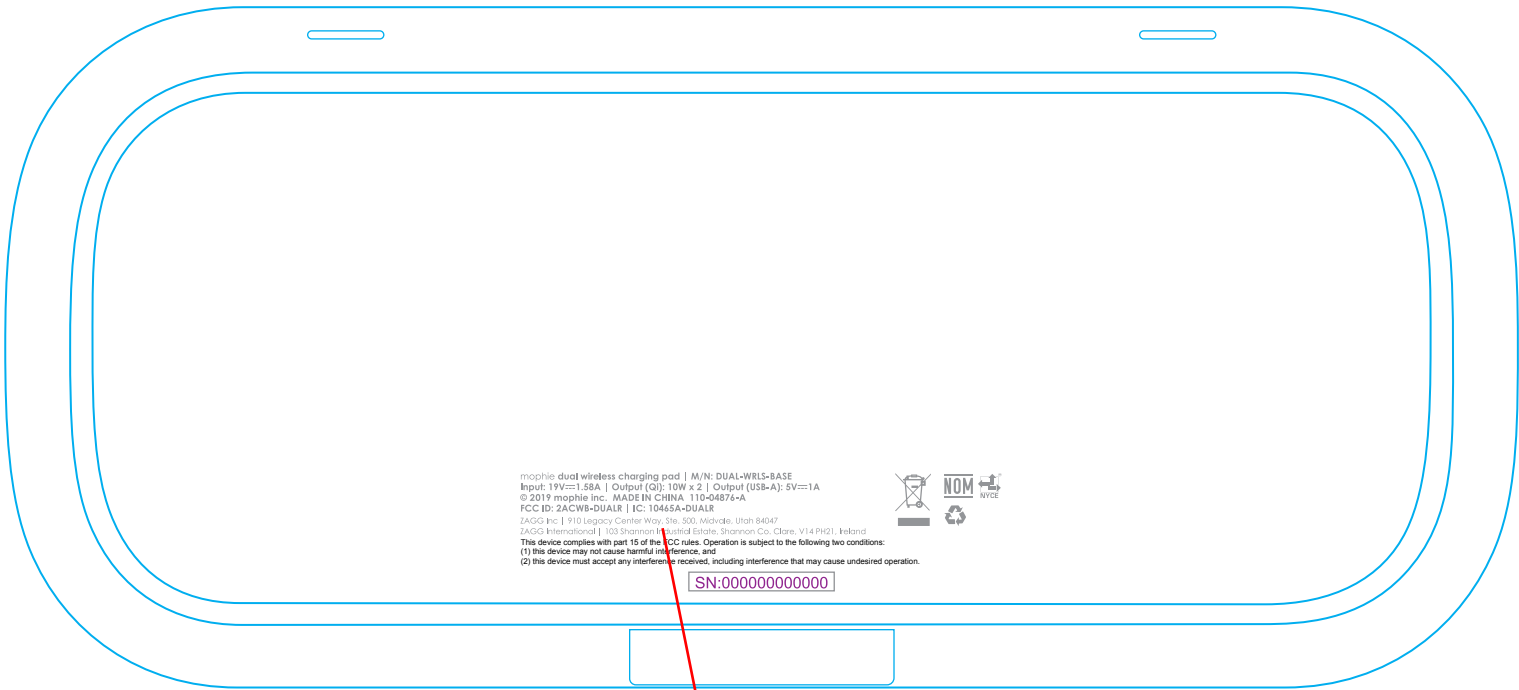 mophie dual wireless charging pad | M/N: DUAL-WRLS-BASE
Input: 19V⎓1.58A | Output (Qi): 10W x 2 | Output (USB-A): 5V⎓1A
© 2019 mophie inc. MADE IN CHINA 110-04876-A
FCC ID: 2ACWB-DUALR | IC: 10465A-DUALR
ZAGG Inc | 910 Legacy Center Way, Ste. 500, Midvale, Utah 84047
ZAGG International | 103 Shannon Industrial Estate, Shannon Co. Clare, V14 PH21, Ireland
This device complies with part 15 of the FCC rules. Operation is subject to the following two conditions:
(1) this device may not cause harmful interference, and
(2) this device must accept any interference received, including interference that may cause undesired operation.
NOM
NYCE
SN:000000000000